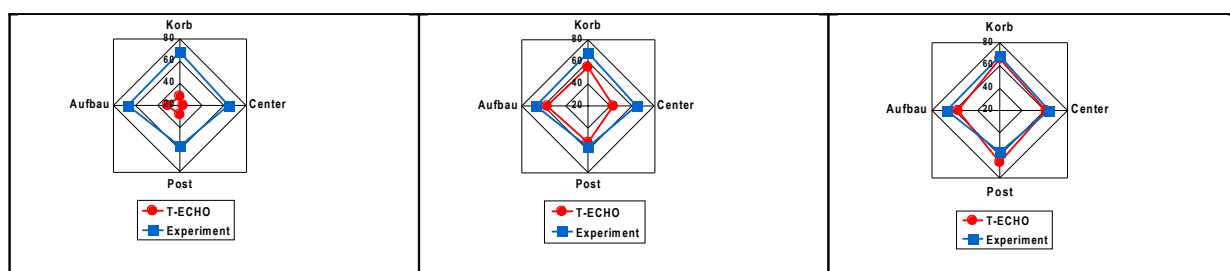 Korb
80
60
40
Aufbau 20 Center
Post
T-ECHO
Experiment
Korb
80
60
40
Aufbau 20 Center
Post
T-ECHO
Experiment
Korb
80
60
40
Aufbau 20 Center
Post
T-ECHO
Experiment